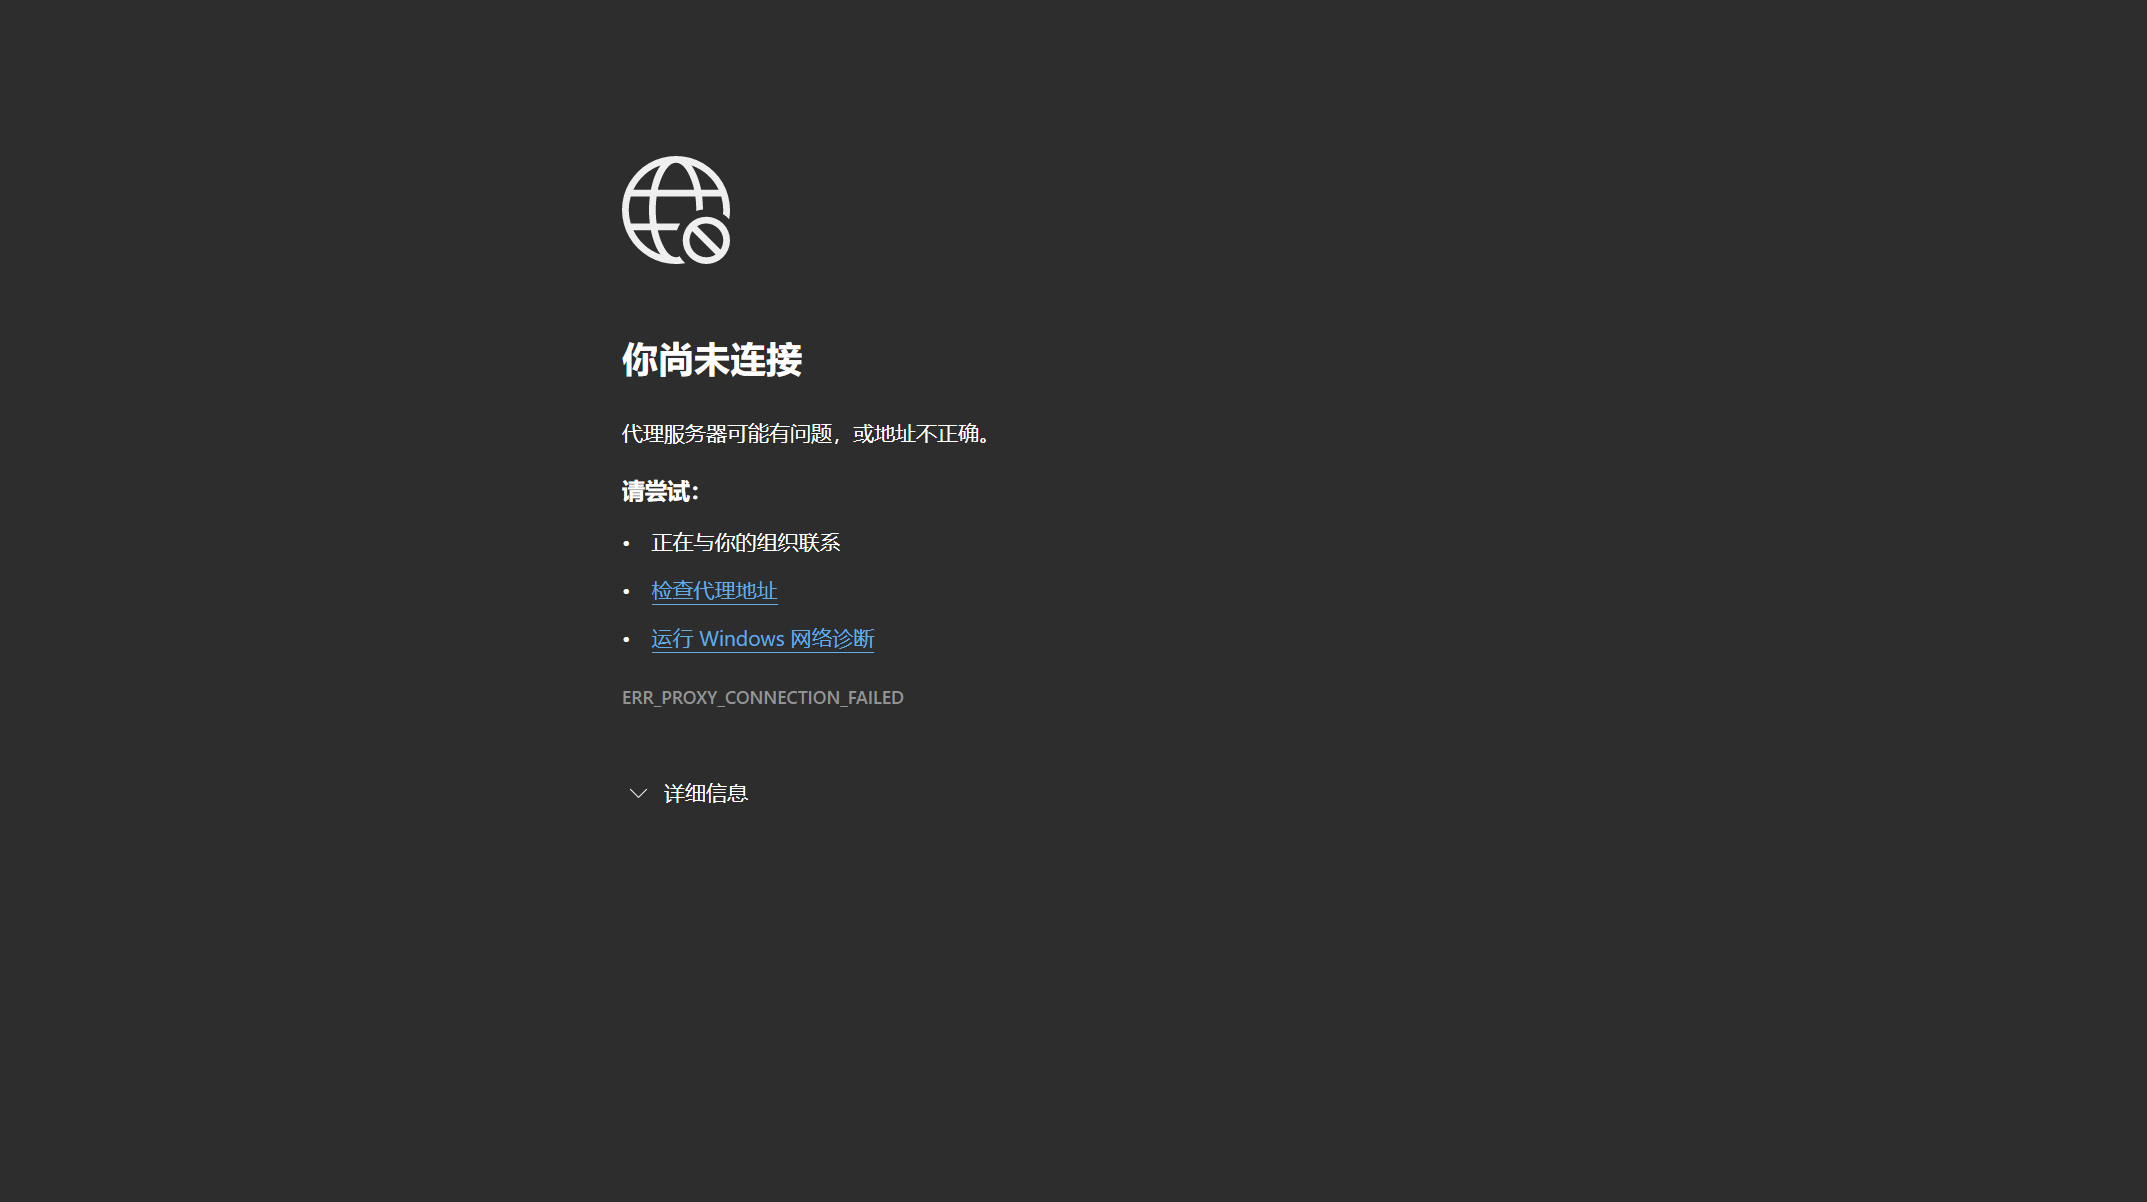 你尚未连接
代理服务器可能有问题，或地址不正确。
请尝试：
• 正在与你的组织联系
• 检查代理地址
• 运行 Windows 网络诊断
ERR_PROXY_CONNECTION_FAILED
详细信息